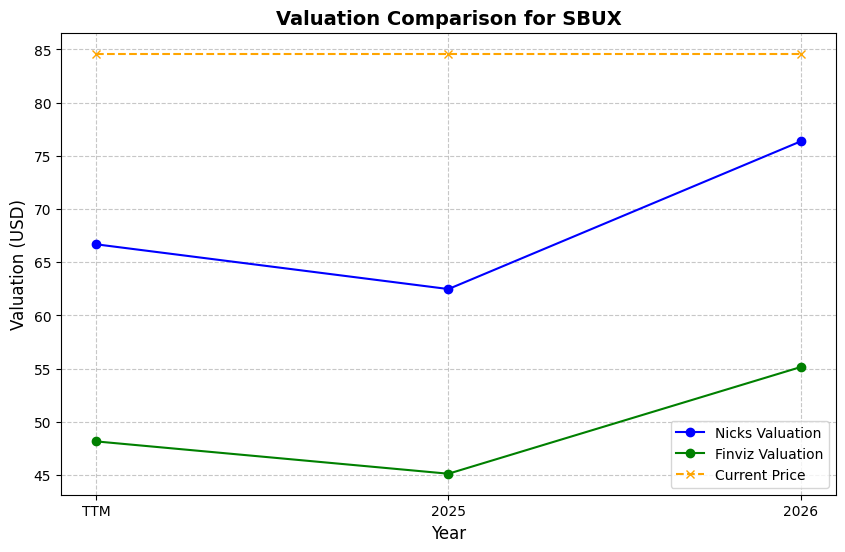 Valuation Comparison for SBUX
Valuation (USD)
85
80
75
70
65
60
55
50
45
Nicks Valuation
Finviz Valuation
Current Price
TTM 2025 2026
Year